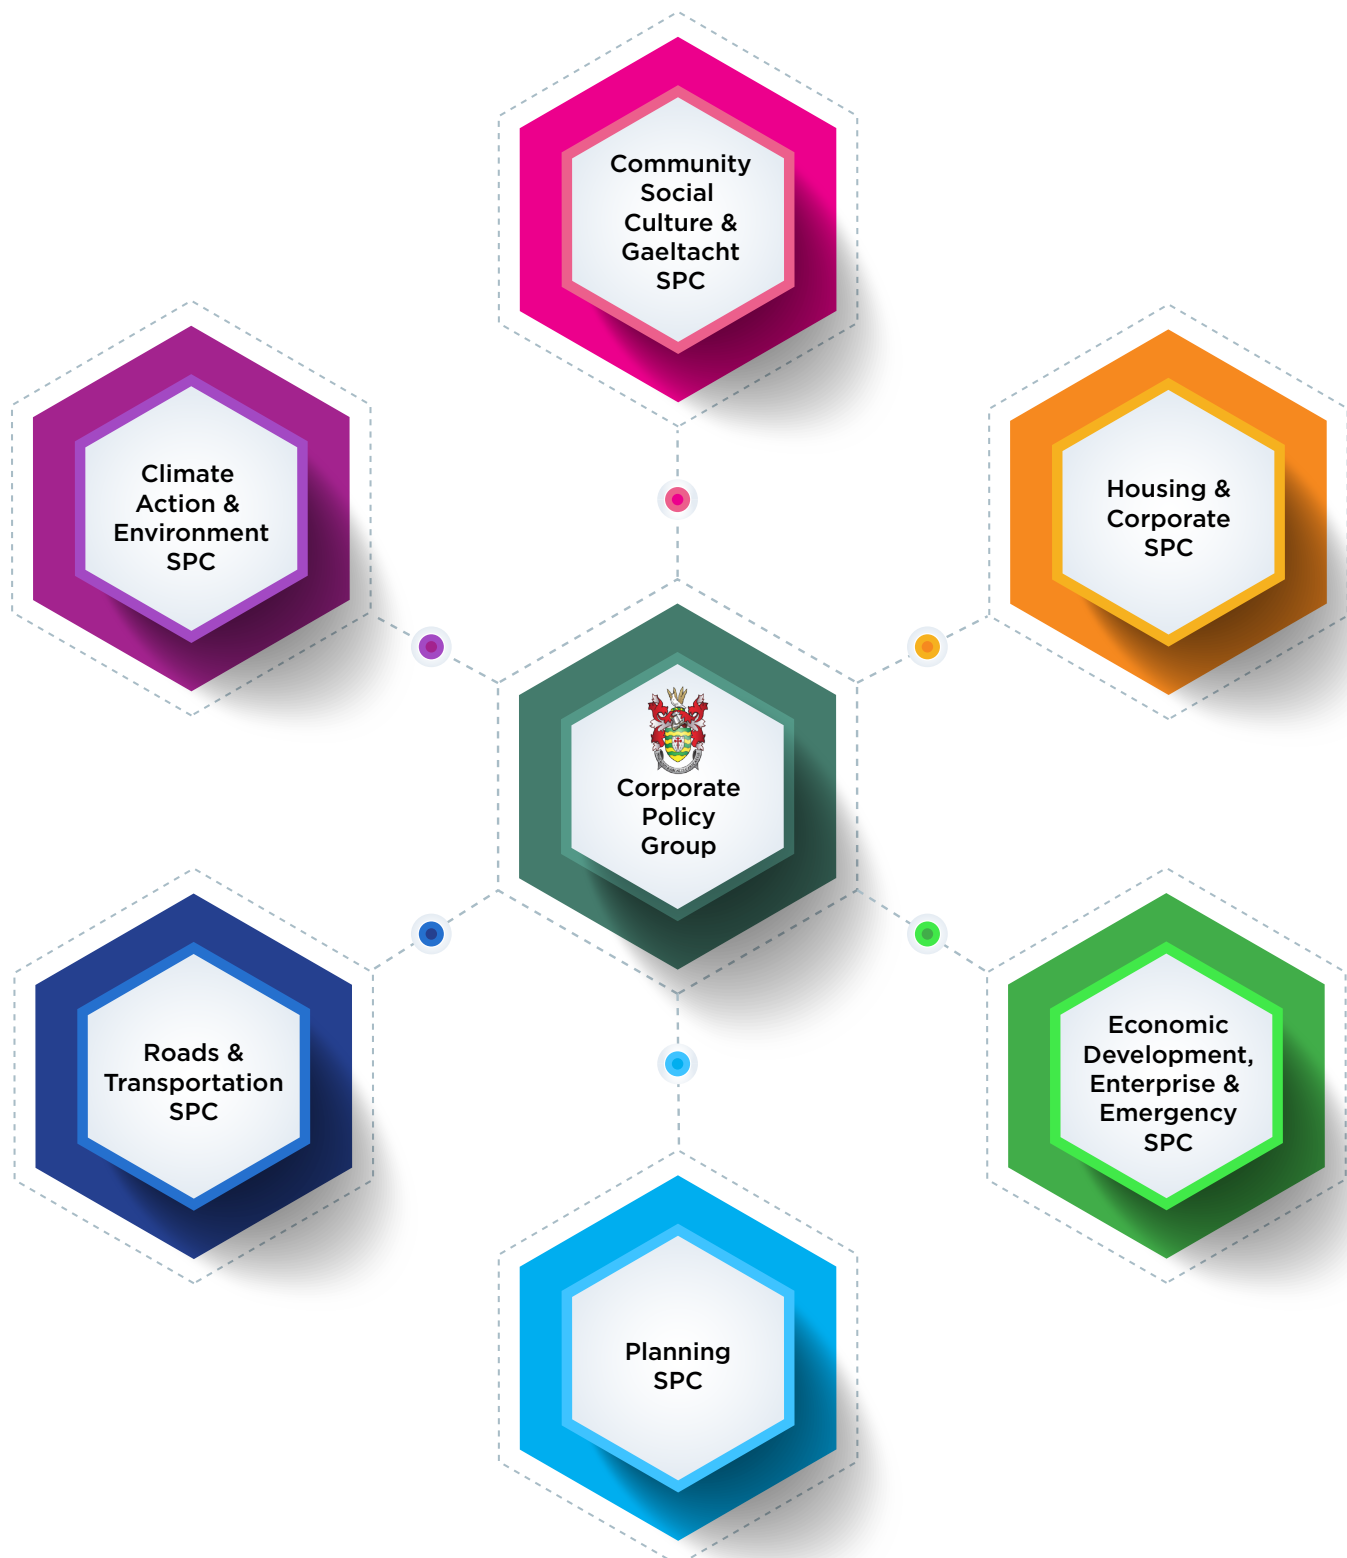 Community
Social
Culture &
Gaeltacht
SPC
Climate
Action &
Environment
SPC
Housing &
Corporate
SPC
Corporate
Policy
Group
Roads &
Transportation
SPC
Economic
Development,
Enterprise &
Emergency
SPC
Planning
SPC